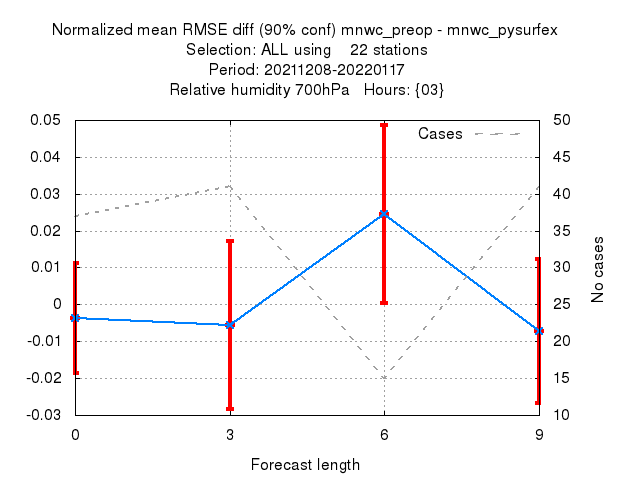 Normalized mean RMSE diff (90% conf) mnwc_preop - mnwc_pysurfex
Selection: ALL using    22 stations
Period: 20211208-20220117
Relative humidity 700hPa   Hours: {03}
Cases
0.05
0.04
0.03
0.02
0.01
0
-0.01
-0.02
-0.03
50
45
40
35
30
25
20
15
10
No cases
0 3 6 9
Forecast length